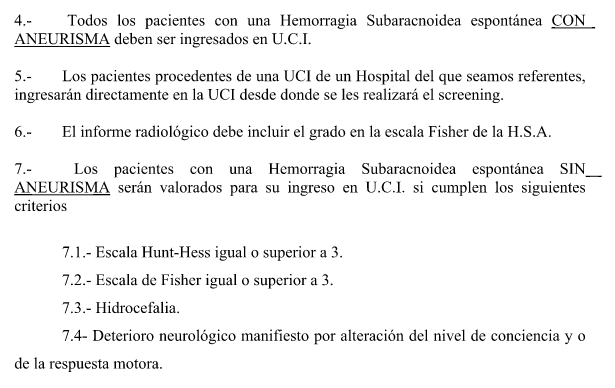 4.- Todos los pacientes con una Hemorragia Subaracnoidea espontánea CON
ANEURISMA deben ser ingresados en U.C.I.
5.- Los pacientes procedentes de una UCI de un Hospital del que seamos referentes,
ingresarán directamente en la UCI desde donde se les realizará el screening.
6.- El informe radiológico debe incluir el grado en la escala Fisher de la H.S.A.
7.- Los pacientes con una Hemorragia Subaracnoidea espontánea SIN
ANEURISMA serán valorados para su ingreso en U.C.I. si cumplen los siguientes
criterios
7.1.- Escala Hunt-Hess igual o superior a 3.
7.2.- Escala de Fisher igual o superior a 3.
7.3.- Hidrocefalia.
7.4- Deterioro neurológico manifiesto por alteración del nivel de conciencia y o
de la respuesta motora.